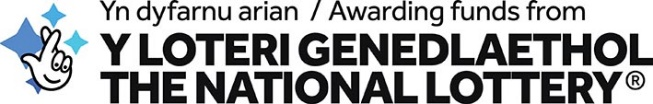 Yn dyfarnu arian / Awarding funds from
Y LOTERI GENEDLAETHOL
THE NATIONAL LOTTERY®